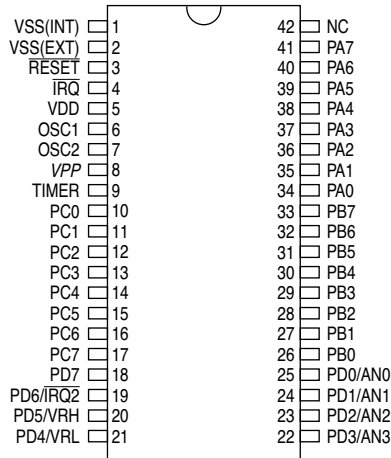 VSS(INT) 1 42 NC
VSS(EXT) 2 41 PA7
RESET 3 40 PA6
IRQ 4 39 PA5
VDD 5 38 PA4
OSC1 6 37 PA3
OSC2 7 36 PA2
VPP 8 35 PA1
TIMER 9 34 PA0
PC0 10 33 PB7
PC1 11 32 PB6
PC2 12 31 PB5
PC3 13 30 PB4
PC4 14 29 PB3
PC5 15 28 PB2
PC6 16 27 PB1
PC7 17 26 PB0
PD7 18 25 PD0/AN0
PD6/IRQ2 19 24 PD1/AN1
PD5/VRH 20 23 PD2/AN2
PD4/VRL 21 22 PD3/AN3